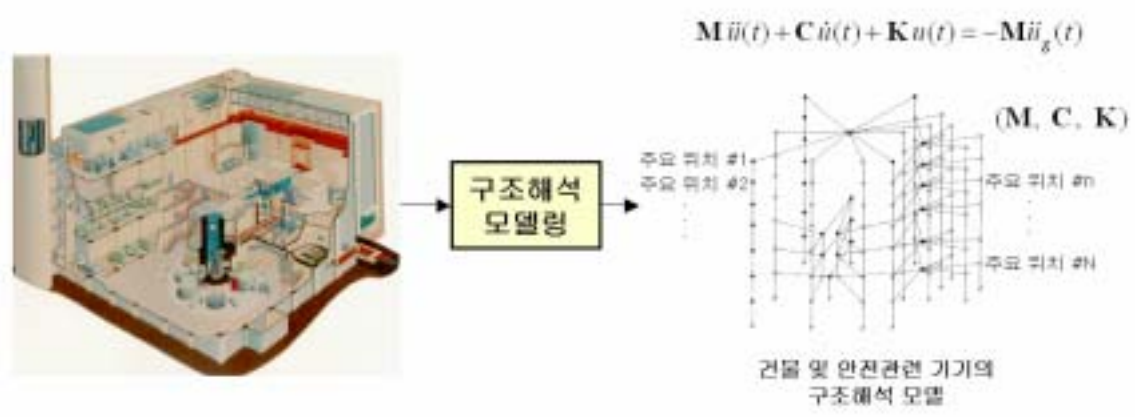 M ü(t) + C u̇(t) + K u(t) = −M ü_g(t)
(M, C, K)
주요 위치 #1
주요 위치 #2
주요 위치 #n
주요 위치 #N
구조해석
모델링
건물 및 안전관련 기기의
구조해석 모델